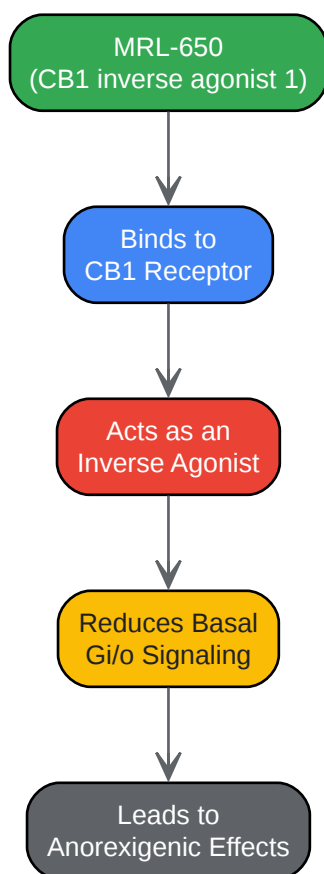 MRL-650
(CB1 inverse agonist 1)
Binds to
CB1 Receptor
Acts as an
Inverse Agonist
Reduces Basal
Gi/o Signaling
Leads to
Anorexigenic Effects